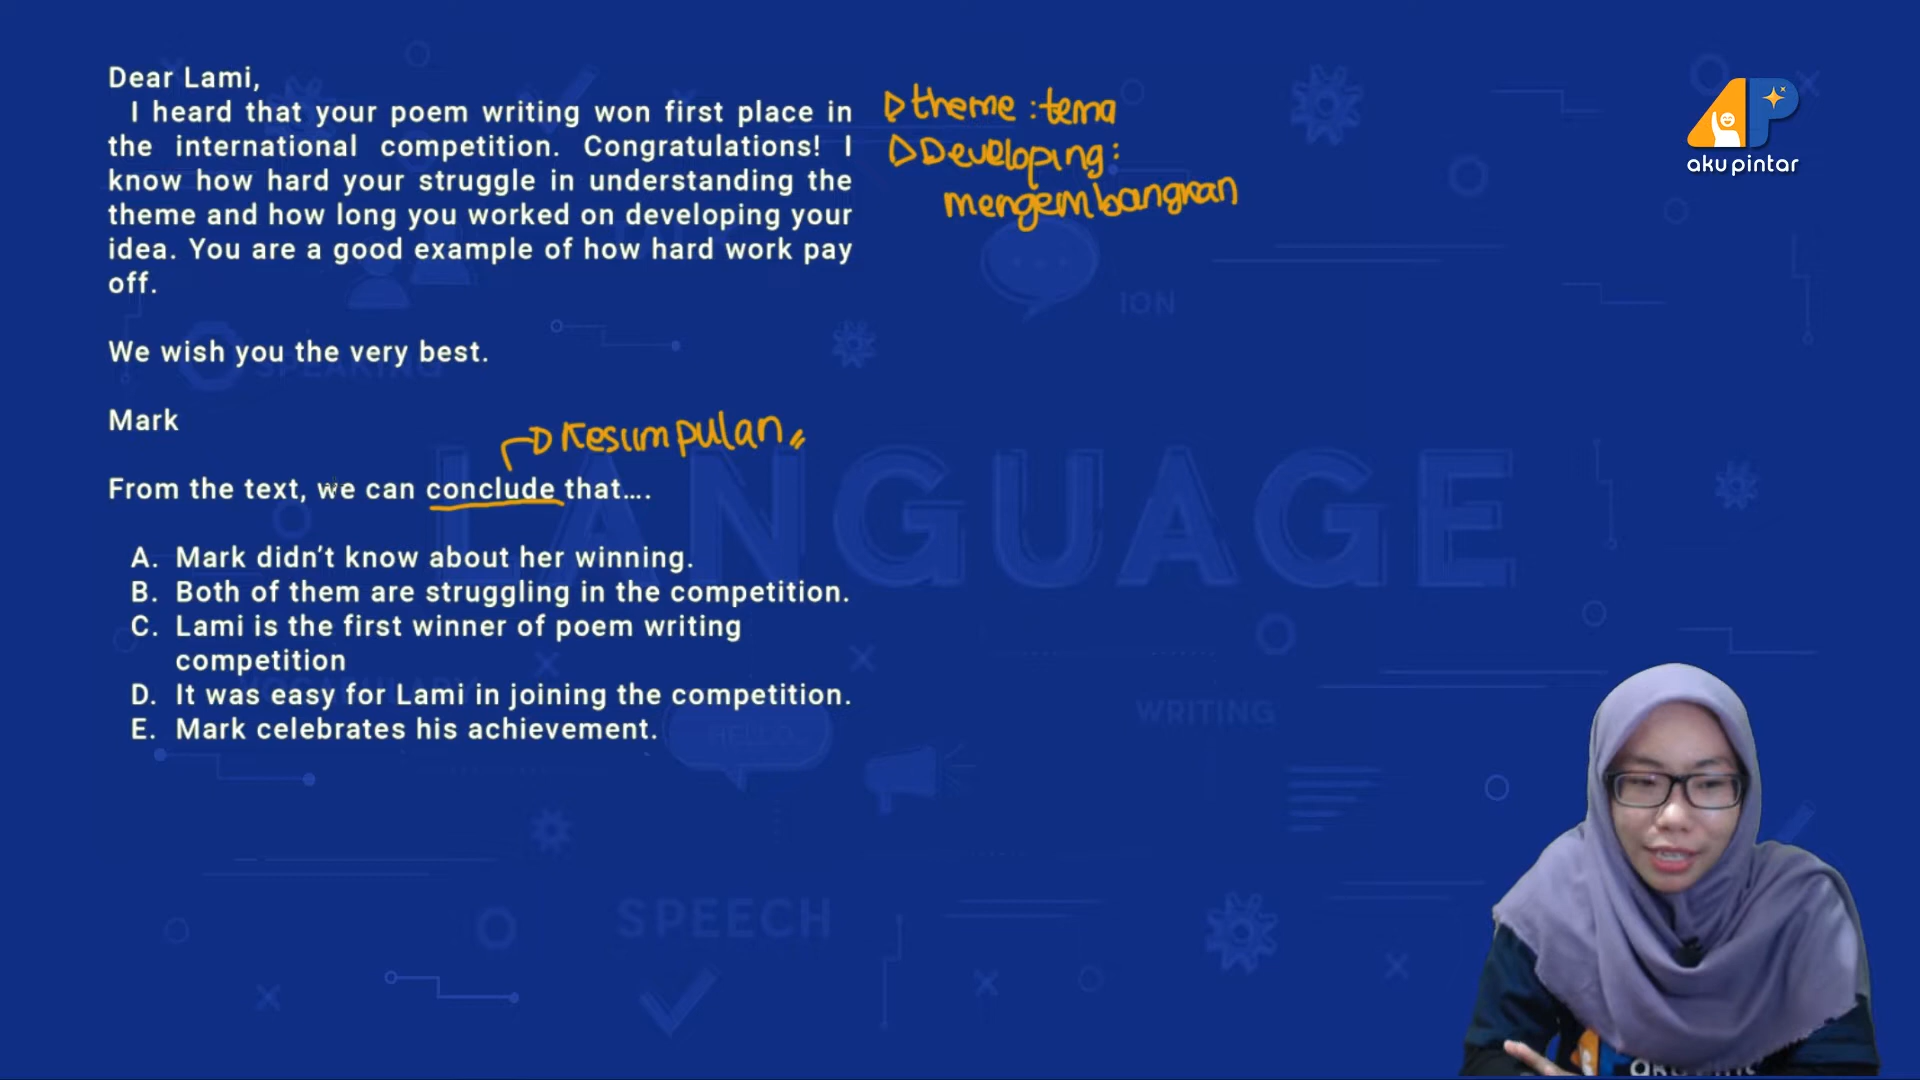 Dear Lami,
I heard that your poem writing won first place in
the international competition. Congratulations! I
know how hard your struggle in understanding the
theme and how long you worked on developing your
idea. You are a good example of how hard work pay
off.
We wish you the very best.
Mark
From the text, we can conclude that....
A. Mark didn't know about her winning.
B. Both of them are struggling in the competition.
C. Lami is the first winner of poem writing
competition
D. It was easy for Lami in joining the competition.
E. Mark celebrates his achievement.
theme : tema
Developing :
mengembangkan
Kesimpulan
aku pintar
LANGUAGE
SPEAKING
ION
WRITING
HELLO
SPEECH